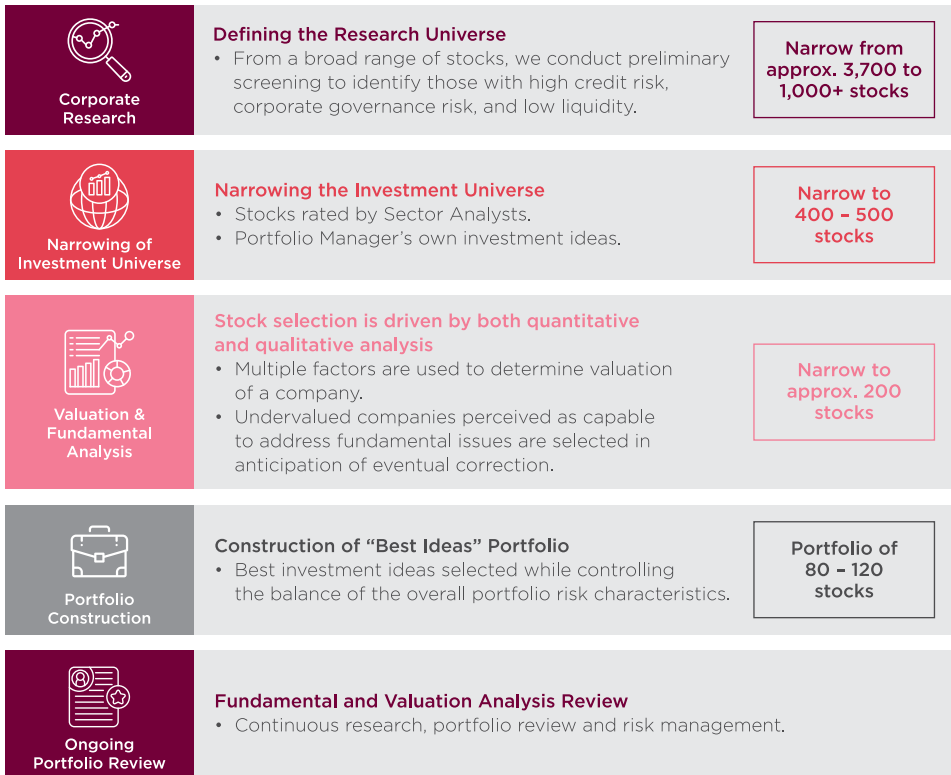 Corporate
Research
Defining the Research Universe
• From a broad range of stocks, we conduct preliminary
screening to identify those with high credit risk,
corporate governance risk, and low liquidity.
Narrow from
approx. 3,700 to
1,000+ stocks
Narrowing of
Investment Universe
Narrowing the Investment Universe
• Stocks rated by Sector Analysts.
• Portfolio Manager's own investment ideas.
Narrow to
400 – 500
stocks
Valuation &
Fundamental
Analysis
Stock selection is driven by both quantitative
and qualitative analysis
• Multiple factors are used to determine valuation
of a company.
• Undervalued companies perceived as capable
to address fundamental issues are selected in
anticipation of eventual correction.
Narrow to
approx. 200
stocks
Portfolio
Construction
Construction of “Best Ideas” Portfolio
• Best investment ideas selected while controlling
the balance of the overall portfolio risk characteristics.
Portfolio of
80 – 120
stocks
Ongoing
Portfolio Review
Fundamental and Valuation Analysis Review
• Continuous research, portfolio review and risk management.